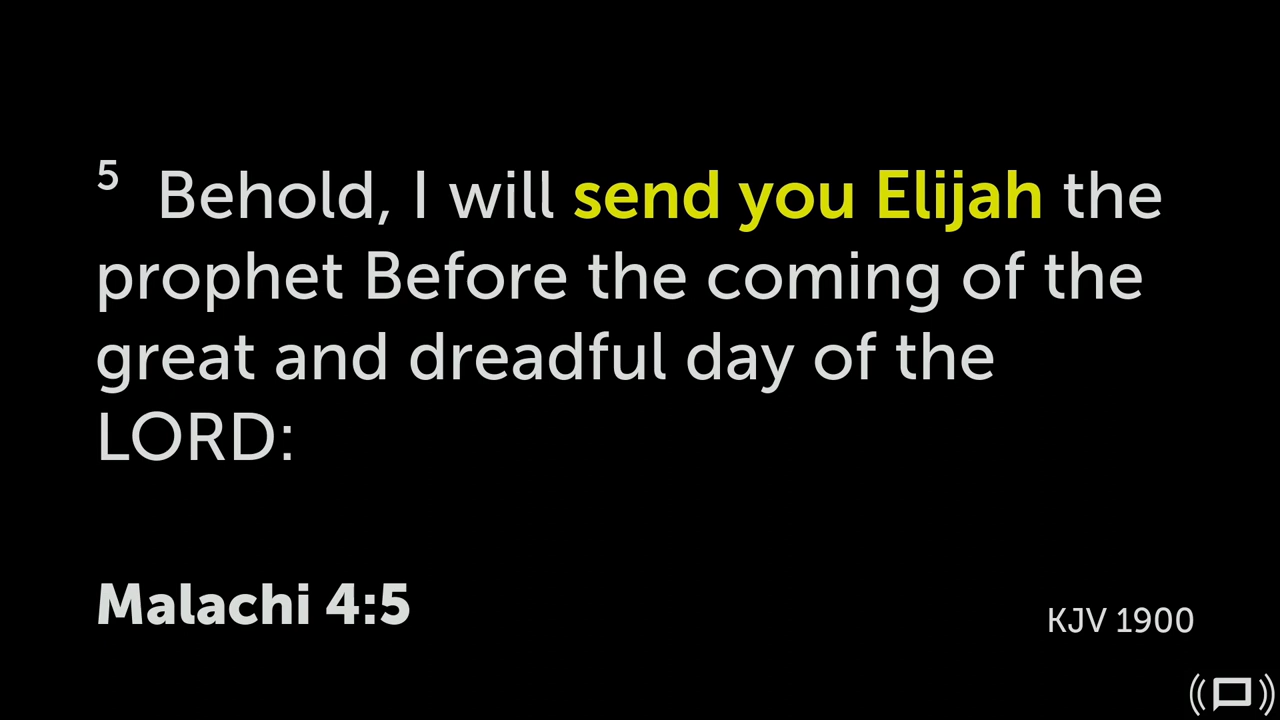 5 Behold, I will send you Elijah the
prophet Before the coming of the
great and dreadful day of the
LORD:
Malachi 4:5
KJV 1900